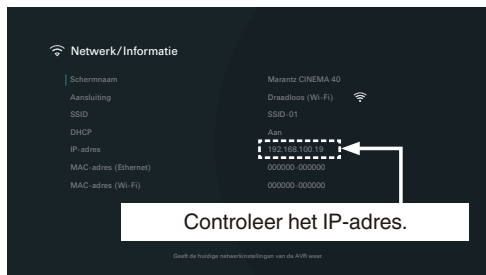 Netwerk/Informatie
Schermnaam Marantz CINEMA 40
Aansluiting Draadloos (Wi-Fi)
SSID SSID-01
DHCP Aan
IP-adres 192.168.100.19
MAC-adres (Ethernet) 000000-000000
MAC-adres (Wi-Fi) 000000-000000
Controleer het IP-adres.
Geeft de huidige netwerkinstellingen van de AVR weer.